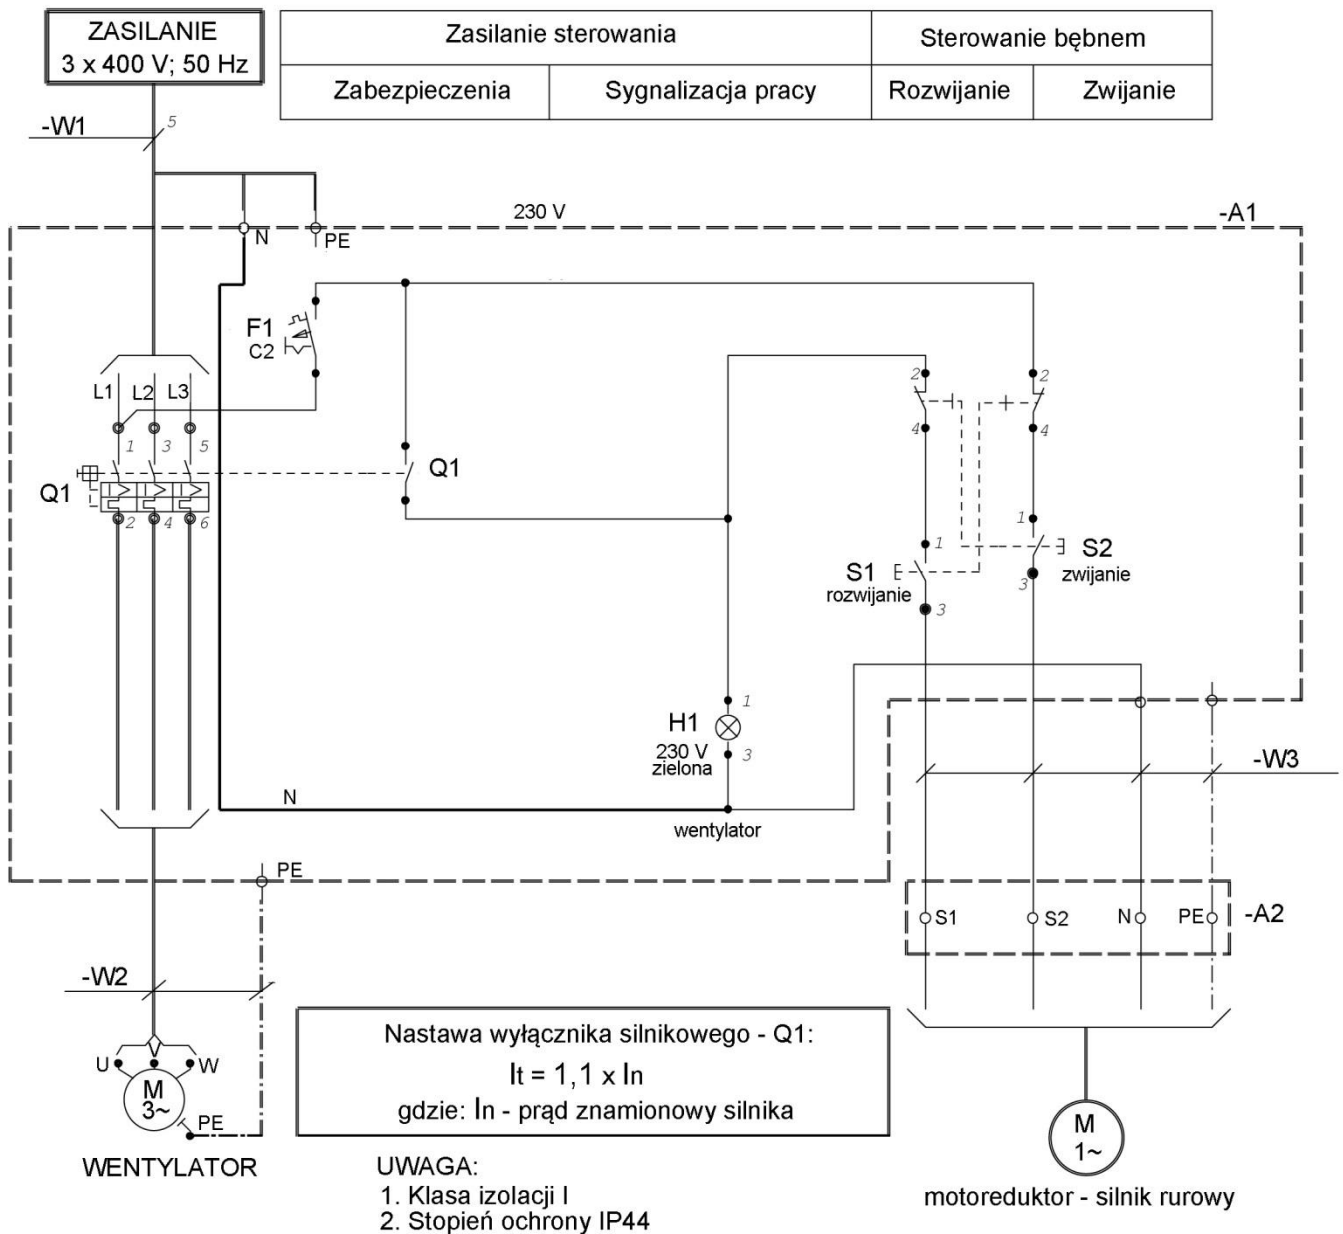 ZASILANIE
3 x 400 V; 50 Hz
Zasilanie sterowania
Sterowanie bębnem
Zabezpieczenia
Sygnalizacja pracy
Rozwijanie
Zwijanie
-W1
5
230 V
-A1
N
PE
F1
C2
L1
L2
L3
1
3
5
Q1
2
4
6
Q1
2
4
2
4
1
S1
rozwijanie
3
1
S2
zwijanie
3
H1
230 V
zielona
1
3
-W3
N
wentylator
PE
S1
S2
N
PE
-A2
-W2
U
V
W
M
3~
PE
WENTYLATOR
Nastawa wyłącznika silnikowego - Q1:
It = 1,1 x In
gdzie: In - prąd znamionowy silnika
UWAGA:
1. Klasa izolacji I
2. Stopień ochrony IP44
M
1~
motoreduktor - silnik rurowy